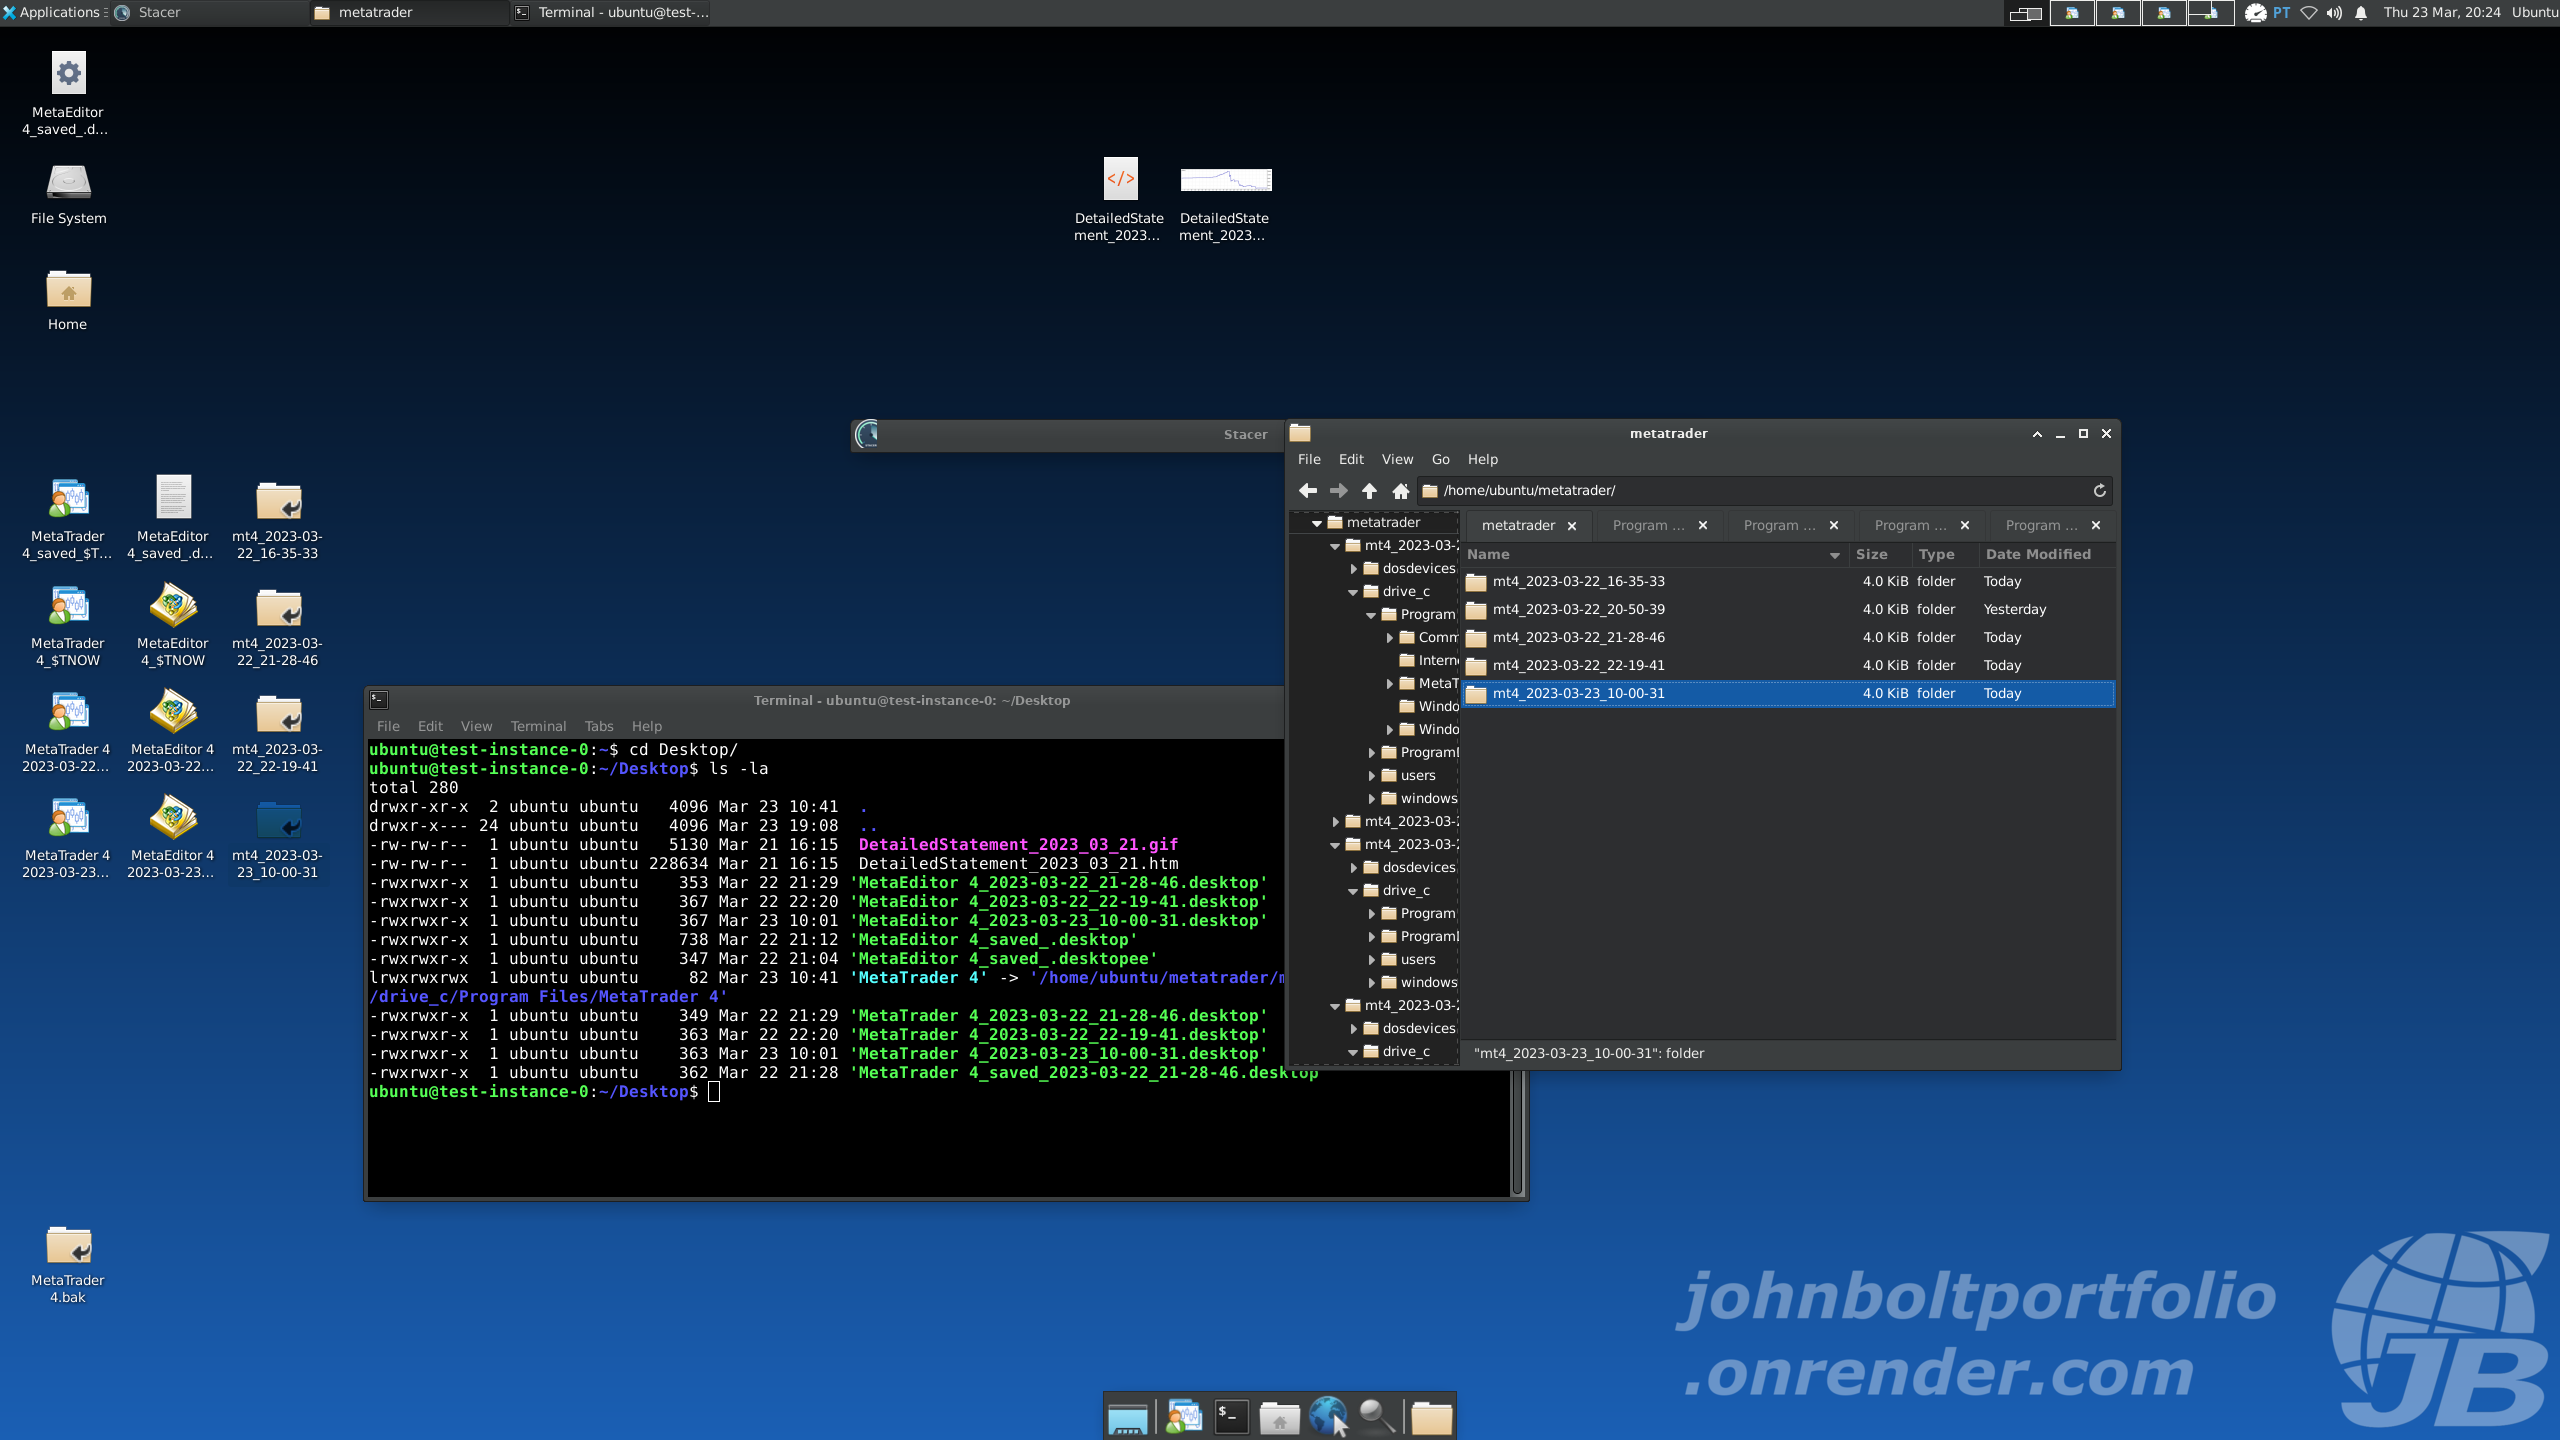 Applications
Stacer
metatrader
Terminal - ubuntu@test-...
PT
Thu 23 Mar, 20:24
Ubuntu
MetaEditor
4_saved_.d...
File System
Home
DetailedState
ment_2023...
DetailedState
ment_2023...
MetaTrader
4_saved_$T...
MetaEditor
4_saved_.d...
mt4_2023-03-
22_16-35-33
MetaTrader
4_$TNOW
MetaEditor
4_$TNOW
mt4_2023-03-
22_21-28-46
MetaTrader 4
2023-03-22...
MetaEditor 4
2023-03-22...
mt4_2023-03-
22_22-19-41
MetaTrader 4
2023-03-23...
MetaEditor 4
2023-03-23...
mt4_2023-03-
23_10-00-31
MetaTrader
4.bak
Stacer
Terminal - ubuntu@test-instance-0: ~/Desktop
File Edit View Terminal Tabs Help
ubuntu@test-instance-0:~$ cd Desktop/
ubuntu@test-instance-0:~/Desktop$ ls -la
total 280
drwxr-xr-x  2 ubuntu ubuntu   4096 Mar 23 10:41  .
drwxr-x--- 24 ubuntu ubuntu   4096 Mar 23 19:08  ..
-rw-rw-r--  1 ubuntu ubuntu   5130 Mar 21 16:15  DetailedStatement_2023_03_21.gif
-rw-rw-r--  1 ubuntu ubuntu 228634 Mar 21 16:15  DetailedStatement_2023_03_21.htm
-rwxrwxr-x  1 ubuntu ubuntu    353 Mar 22 21:29 'MetaEditor 4_2023-03-22_21-28-46.desktop'
-rwxrwxr-x  1 ubuntu ubuntu    367 Mar 22 22:20 'MetaEditor 4_2023-03-22_22-19-41.desktop'
-rwxrwxr-x  1 ubuntu ubuntu    367 Mar 23 10:01 'MetaEditor 4_2023-03-23_10-00-31.desktop'
-rwxrwxr-x  1 ubuntu ubuntu    738 Mar 22 21:12 'MetaEditor 4_saved_.desktop'
-rwxrwxr-x  1 ubuntu ubuntu    347 Mar 22 21:04 'MetaEditor 4_saved_.desktopee'
lrwxrwxrwx  1 ubuntu ubuntu     82 Mar 23 10:41 'MetaTrader 4' -> '/home/ubuntu/metatrader/m
/drive_c/Program Files/MetaTrader 4'
-rwxrwxr-x  1 ubuntu ubuntu    349 Mar 22 21:29 'MetaTrader 4_2023-03-22_21-28-46.desktop'
-rwxrwxr-x  1 ubuntu ubuntu    363 Mar 22 22:20 'MetaTrader 4_2023-03-22_22-19-41.desktop'
-rwxrwxr-x  1 ubuntu ubuntu    363 Mar 23 10:01 'MetaTrader 4_2023-03-23_10-00-31.desktop'
-rwxrwxr-x  1 ubuntu ubuntu    362 Mar 22 21:28 'MetaTrader 4_saved_2023-03-22_21-28-46.desktop
ubuntu@test-instance-0:~/Desktop$
metatrader
File Edit View Go Help
/home/ubuntu/metatrader/
metatrader
mt4_2023-03-2
dosdevices
drive_c
Program
Comm
Intern
MetaT
Windo
Windo
Program
users
windows
mt4_2023-03-2
mt4_2023-03-2
dosdevices
drive_c
Program
Program
users
windows
mt4_2023-03-2
dosdevices
drive_c
metatrader Program ... Program ... Program ... Program ...
Name Size Type Date Modified
mt4_2023-03-22_16-35-33 4.0 KiB folder Today
mt4_2023-03-22_20-50-39 4.0 KiB folder Yesterday
mt4_2023-03-22_21-28-46 4.0 KiB folder Today
mt4_2023-03-22_22-19-41 4.0 KiB folder Today
mt4_2023-03-23_10-00-31 4.0 KiB folder Today
"mt4_2023-03-23_10-00-31": folder
johnboltportfolio
.onrender.com
JB